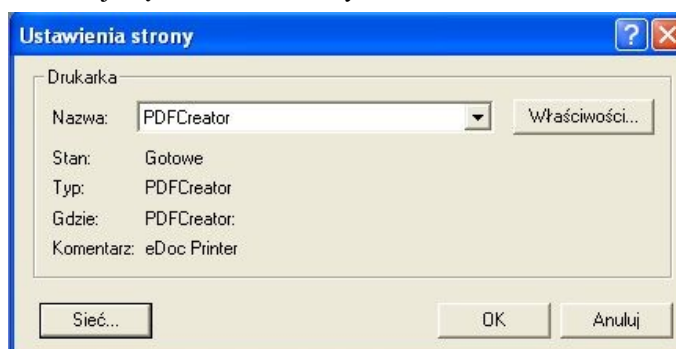 Ustawienia strony
Drukarka
Nazwa: PDFCreator Właściwości...
Stan: Gotowe
Typ: PDFCreator
Gdzie: PDFCreator:
Komentarz: eDoc Printer
Sieć... OK Anuluj